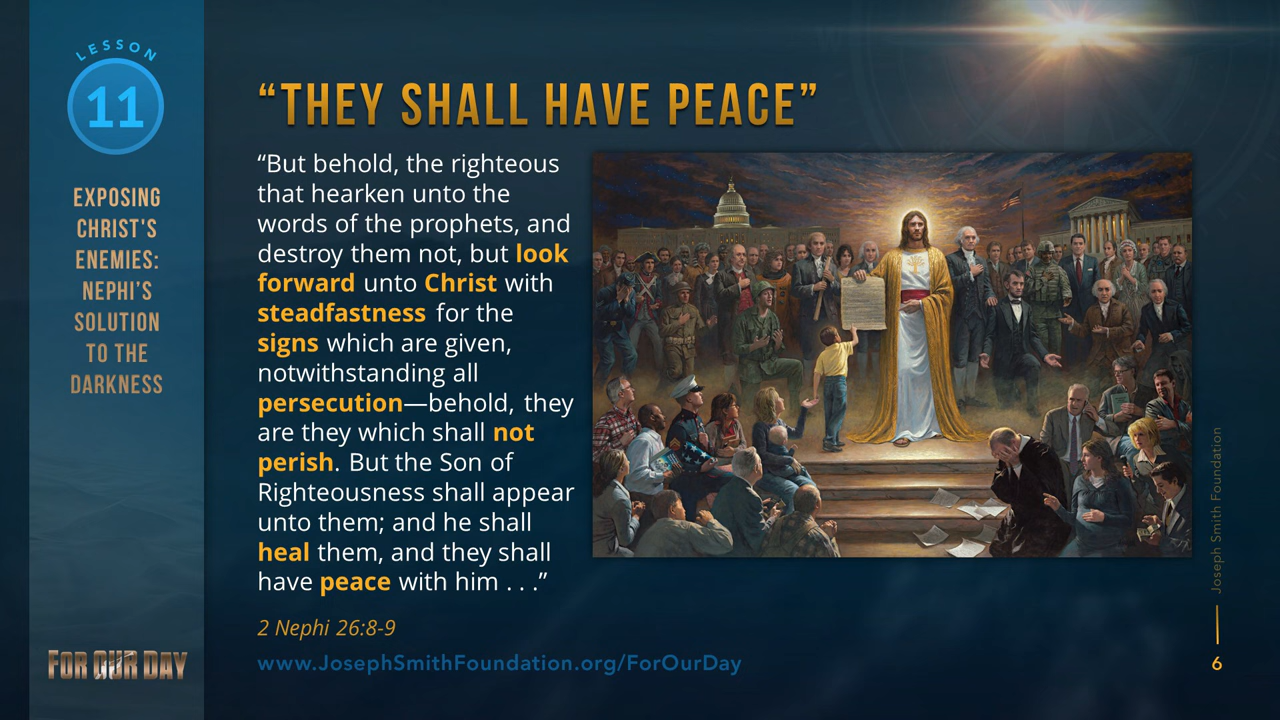 LESSON
11
EXPOSING
CHRIST'S
ENEMIES:
NEPHI'S
SOLUTION
TO THE
DARKNESS
FOR OUR DAY
“THEY SHALL HAVE PEACE”
“But behold, the righteous
that hearken unto the
words of the prophets, and
destroy them not, but look
forward unto Christ with
steadfastness for the
signs which are given,
notwithstanding all
persecution—behold, they
are they which shall not
perish. But the Son of
Righteousness shall appear
unto them; and he shall
heal them, and they shall
have peace with him . . .”
2 Nephi 26:8-9
www.JosephSmithFoundation.org/ForOurDay
Joseph Smith Foundation
6